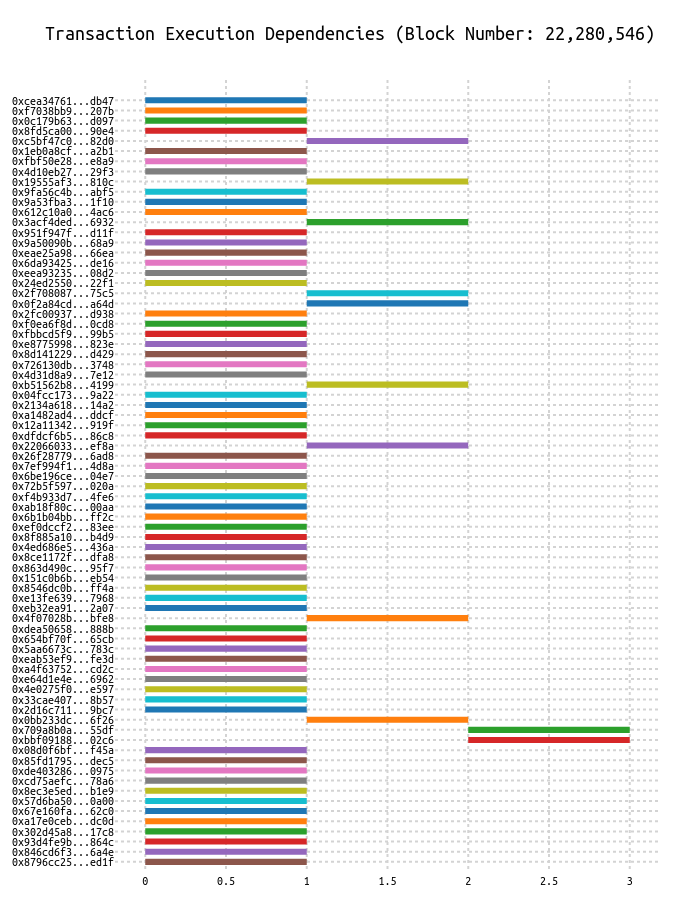 Transaction Execution Dependencies (Block Number: 22,280,546)
0xcea34761...db47
0xf7038bb9...207b
0x0c179b63...d097
0x8fd5ca00...90e4
0xc5bf47c0...82d0
0x1eb0a8cf...a2b1
0xfbf50e28...e8a9
0x4d10eb27...29f3
0x19555af3...810c
0x9fa56c4b...abf5
0x9a53fba3...1f10
0x612c10a0...4ac6
0x3acf4ded...6932
0x951f947f...d11f
0x9a50090b...68a9
0xeae25a98...66ea
0x6da93425...de16
0xeea93235...08d2
0x24ed2550...22f1
0x2f708087...75c5
0x0f2a84cd...a64d
0x2fc00937...d938
0xf0ea6f8d...0cd8
0xfbbcd5f9...99b5
0xe8775998...823e
0x8d141229...d429
0x726130db...3748
0x4d31d8a9...7e12
0xb51562b8...4199
0x04fcc173...9a22
0x2134a618...14a2
0xa1482ad4...ddcf
0x12a11342...919f
0xdfdcf6b5...86c8
0x22066033...ef8a
0x26f28779...6ad8
0x7ef994f1...4d8a
0x6be196ce...04e7
0x72b5f597...020a
0xf4b933d7...4fe6
0xab18f80c...00aa
0x6b1b04bb...ff2c
0xef0dccf2...83ee
0x8f885a10...b4d9
0x4ed686e5...436a
0x8ce1172f...dfa8
0x863d490c...95f7
0x151c0b6b...eb54
0x8546dc0b...ff4a
0xe13fe639...7968
0xeb32ea91...2a07
0x4f07028b...bfe8
0xdea50658...888b
0x654bf70f...65cb
0x5aa6673c...783c
0xeab53ef9...fe3d
0xa4f63752...cd2c
0xe64d1e4e...6962
0x4e0275f0...e597
0x33cae407...8b57
0x2d16c711...9bc7
0x0bb233dc...6f26
0x709a8b0a...55df
0xbbf09188...02c6
0x08d0f6bf...f45a
0x85fd1795...dec5
0xde403286...0975
0xcd75aefc...78a6
0x8ec3e5ed...b1e9
0x57d6ba50...0a00
0x67e160fa...62c0
0xa17e0ceb...dc0d
0x302d45a8...17c8
0x93d4fe9b...864c
0x846cd6f3...6a4e
0x8796cc25...ed1f
0 0.5 1 1.5 2 2.5 3